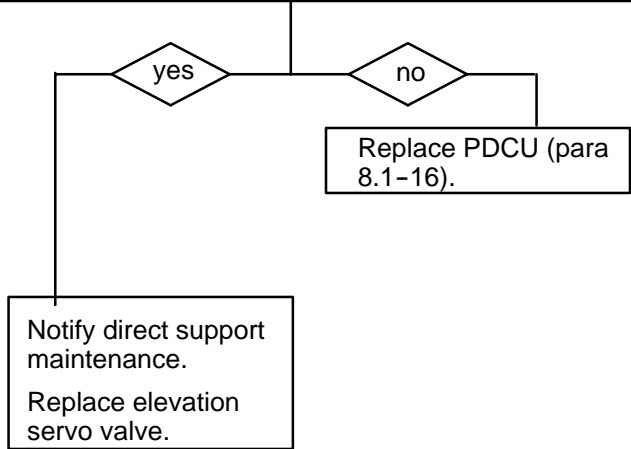 yes
no
Replace PDCU (para
8.1-16).
Notify direct support
maintenance.
Replace elevation
servo valve.